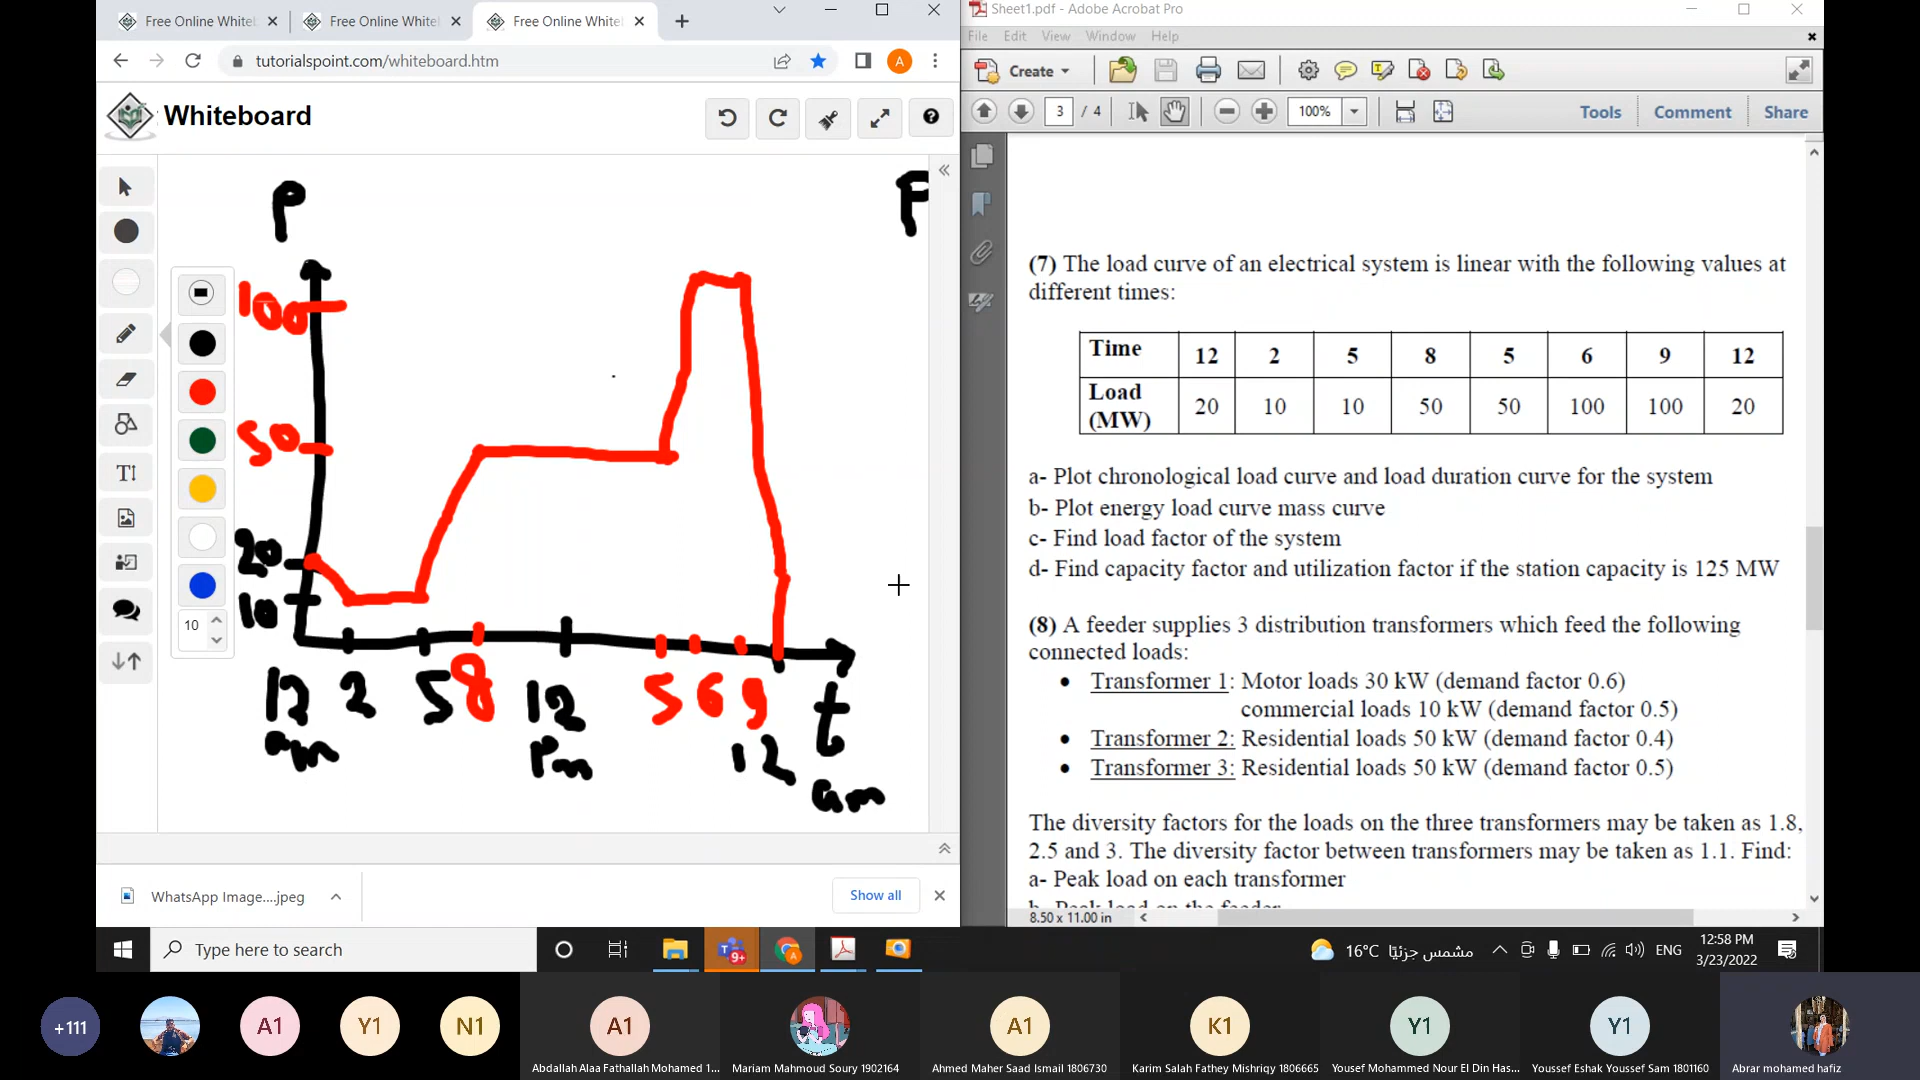 Free Online White
Free Online White
Free Online White
tutorialspoint.com/whiteboard.htm
A
Whiteboard
P
100
50
20
10
12 2 5 8 12 5 6 9 t
am pm 12
am
10
WhatsApp Image....jpeg
Show all
Sheet1.pdf - Adobe Acrobat Pro
File Edit View Window Help
Create
3 / 4
100%
Tools Comment Share
(7) The load curve of an electrical system is linear with the following values at
different times:
Time 12 2 5 8 5 6 9 12
Load (MW) 20 10 10 50 50 100 100 20
a- Plot chronological load curve and load duration curve for the system
b- Plot energy load curve mass curve
c- Find load factor of the system
d- Find capacity factor and utilization factor if the station capacity is 125 MW
(8) A feeder supplies 3 distribution transformers which feed the following
connected loads:
• Transformer 1: Motor loads 30 kW (demand factor 0.6)
commercial loads 10 kW (demand factor 0.5)
• Transformer 2: Residential loads 50 kW (demand factor 0.4)
• Transformer 3: Residential loads 50 kW (demand factor 0.5)
The diversity factors for the loads on the three transformers may be taken as 1.8,
2.5 and 3. The diversity factor between transformers may be taken as 1.1. Find:
a- Peak load on each transformer
b- Peak load on the feeder
8.50 x 11.00 in
Type here to search
9+
16°C مشمس جزئيًا
ENG
12:58 PM
3/23/2022
+111
A1
Y1
N1
A1
A1
K1
Y1
Y1
Abdallah Alaa Fathallah Mohamed 1...
Mariam Mahmoud Soury 1902164
Ahmed Maher Saad Ismail 1806730
Karim Salah Fathey Mishriqy 1806665
Yousef Mohammed Nour El Din Has...
Youssef Eshak Youssef Sam 1801160
Abrar mohamed hafiz